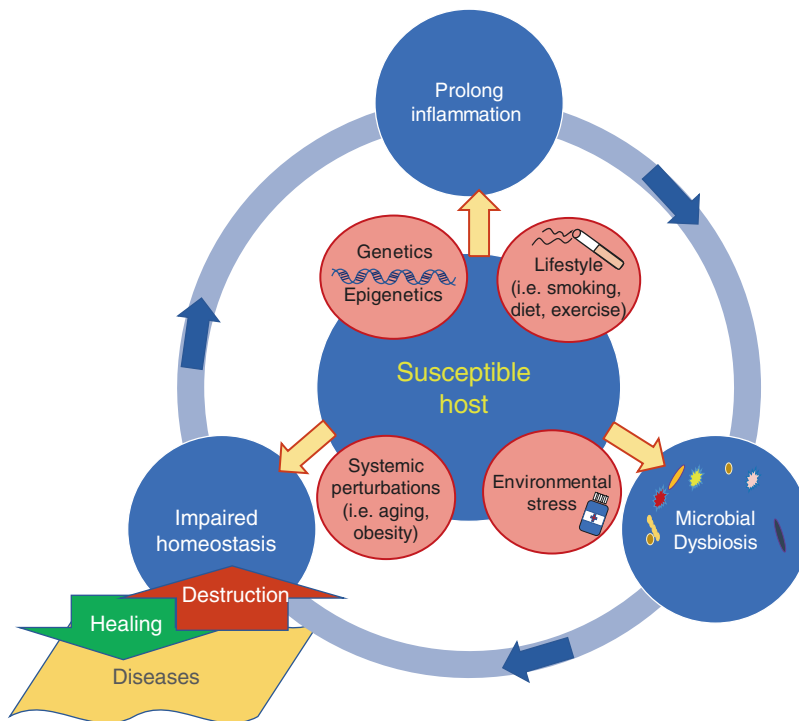 Prolong
inflammation
Genetics
Epigenetics
Lifestyle
(i.e. smoking,
diet, exercise)
Susceptible
host
Systemic
perturbations
(i.e. aging,
obesity)
Environmental
stress
Impaired
homeostasis
Microbial
Dysbiosis
Destruction
Healing
Diseases